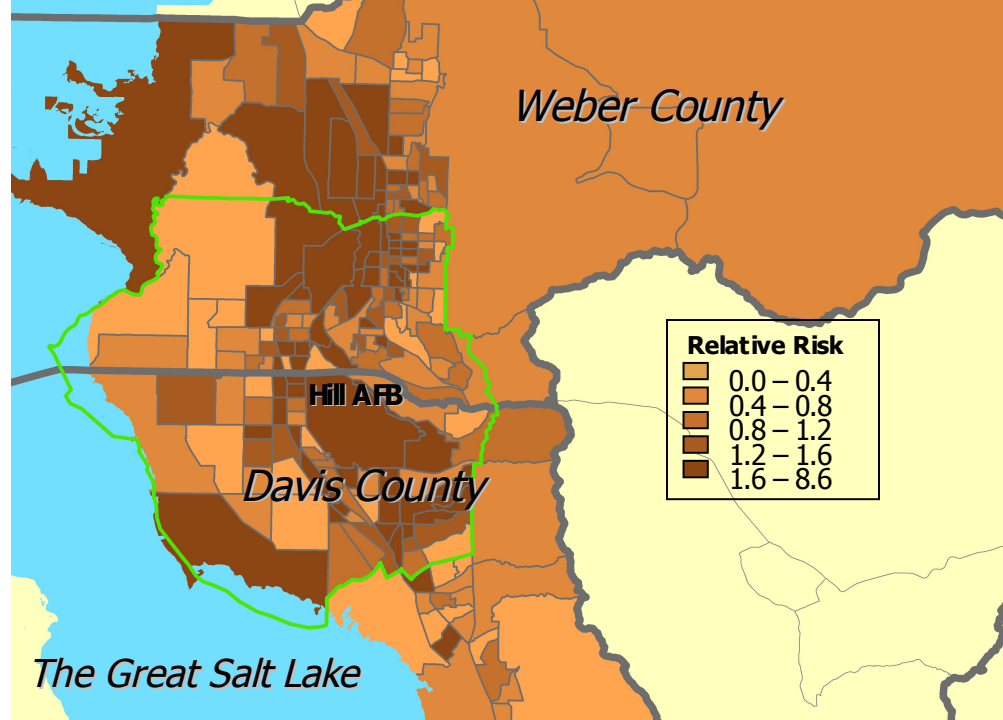 Weber County
Relative Risk
0.0 – 0.4
0.4 – 0.8
0.8 – 1.2
1.2 – 1.6
1.6 – 8.6
Hill AFB
Davis County
The Great Salt Lake